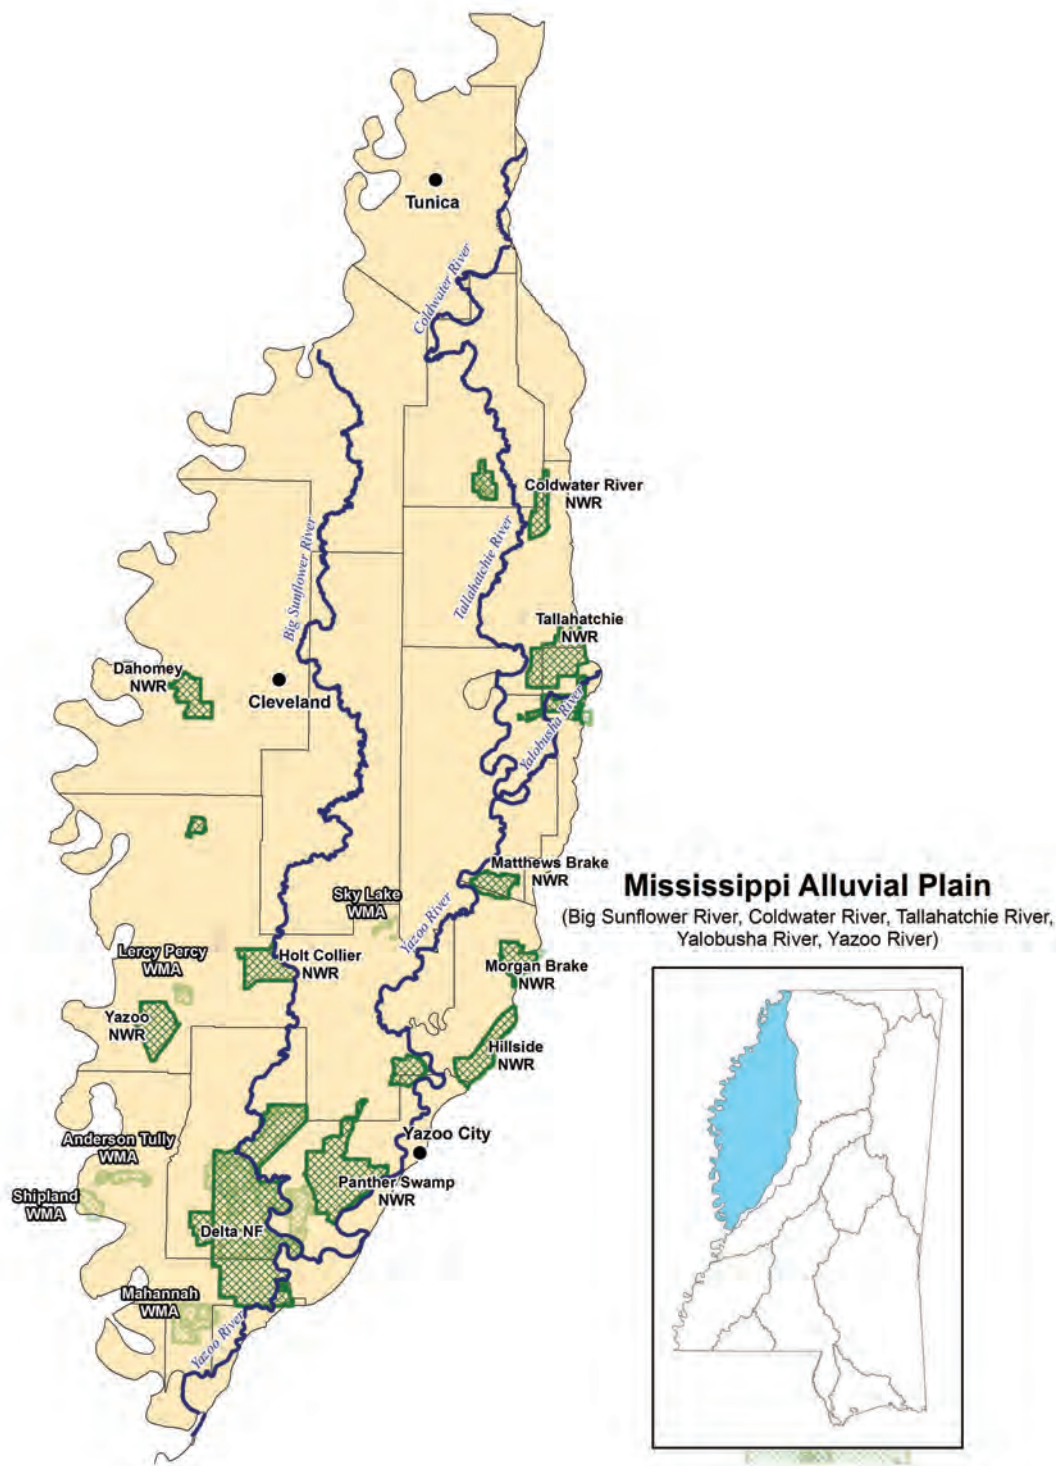 Tunica
Coldwater River
Coldwater River
NWR
Big Sunflower River
Tallahatchie River
Tallahatchie
NWR
Dahomey
NWR
Cleveland
Yalobusha River
Matthews Brake
NWR
Mississippi Alluvial Plain
(Big Sunflower River, Coldwater River, Tallahatchie River,
Yalobusha River, Yazoo River)
Sky Lake
WMA
Yazoo River
Leroy Percy
WMA
Holt Collier
NWR
Morgan Brake
NWR
Yazoo
NWR
Hillside
NWR
Anderson Tully
WMA
Yazoo City
Shipland
WMA
Panther Swamp
NWR
Delta NF
Mahannah
WMA
Yazoo River